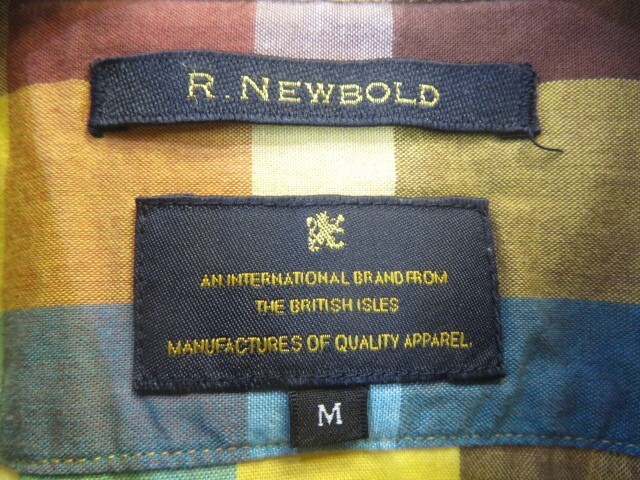 R. NEWBOLD
AN INTERNATIONAL BRAND FROM
THE BRITISH ISLES
MANUFACTURES OF QUALITY APPAREL.
M